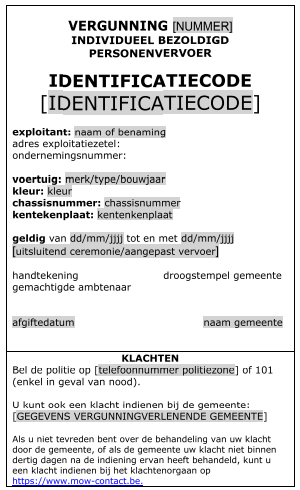 VERGUNNING [NUMMER]
INDIVIDUEEL BEZOLDIGD
PERSONENVERVOER
IDENTIFICATIECODE
[IDENTIFICATIECODE]
exploitant: naam of benaming
adres exploitatiezetel:
ondernemingsnummer:
voertuig: merk/type/bouwjaar
kleur: kleur
chassisnummer: chassisnummer
kentekenplaat: kentenkenplaat
geldig van dd/mm/jjjj tot en met dd/mm/jjjj
[uitsluitend ceremonie/aangepast vervoer]
handtekening droogstempel gemeente
gemachtigde ambtenaar
afgiftedatum naam gemeente
KLACHTEN
Bel de politie op [telefoonnummer politiezone] of 101
(enkel in geval van nood).
U kunt ook een klacht indienen bij de gemeente:
[GEGEVENS VERGUNNINGVERLENENDE GEMEENTE]
Als u niet tevreden bent over de behandeling van uw klacht
door de gemeente, of als de gemeente uw klacht niet binnen
dertig dagen na de indiening ervan heeft behandeld, kunt u
een klacht indienen bij het klachtenorgaan op
https://www.mow-contact.be.